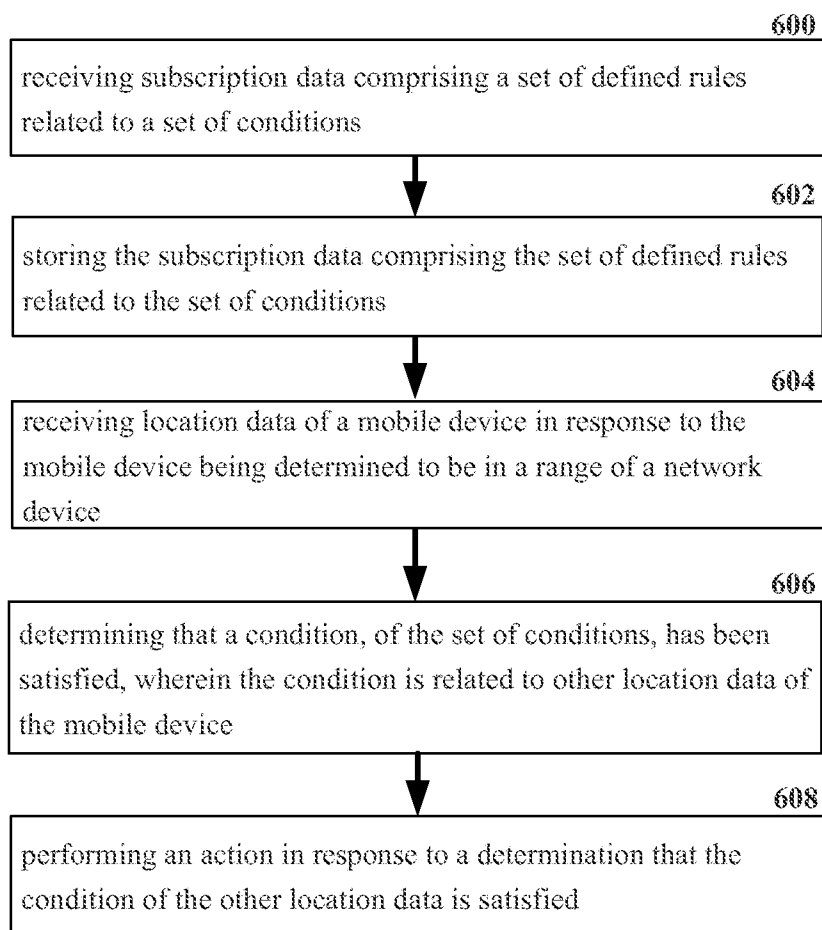 600
receiving subscription data comprising a set of defined rules
related to a set of conditions
602
storing the subscription data comprising the set of defined rules
related to the set of conditions
604
receiving location data of a mobile device in response to the
mobile device being determined to be in a range of a network
device
606
determining that a condition, of the set of conditions, has been
satisfied, wherein the condition is related to other location data of
the mobile device
608
performing an action in response to a determination that the
condition of the other location data is satisfied